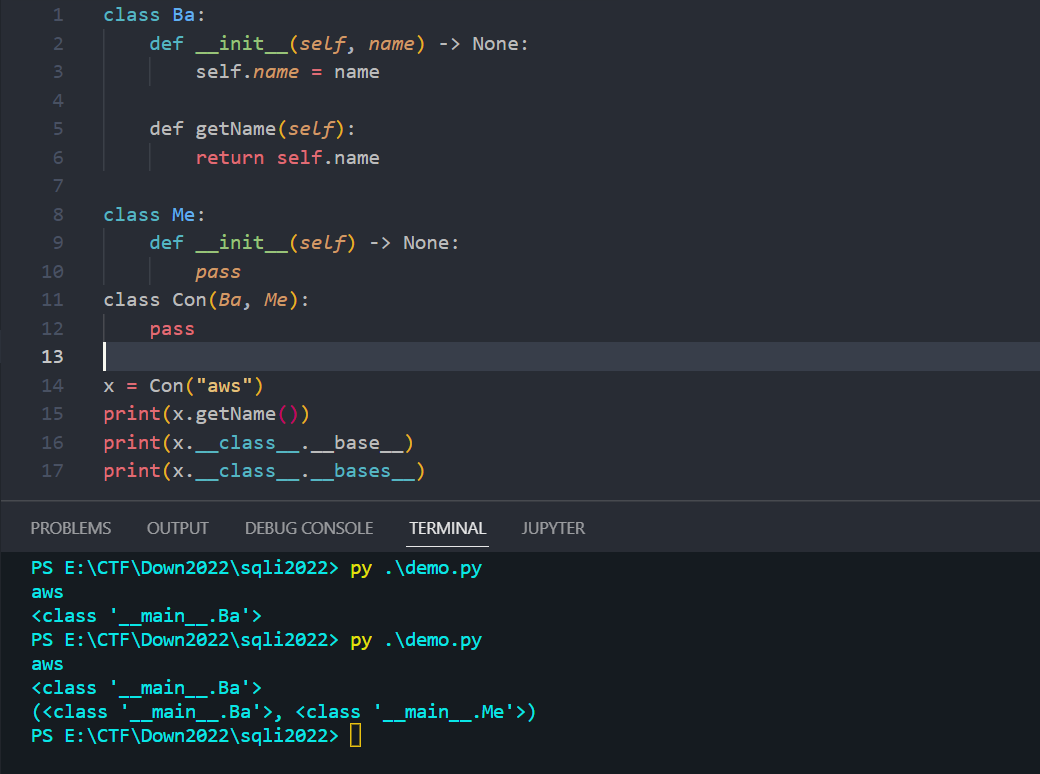 1 class Ba:
2 def __init__(self, name) -> None:
3 self.name = name
4
5 def getName(self):
6 return self.name
7
8 class Me:
9 def __init__(self) -> None:
10 pass
11 class Con(Ba, Me):
12 pass
13
14 x = Con("aws")
15 print(x.getName())
16 print(x.__class__.__base__)
17 print(x.__class__.__bases__)
PROBLEMS OUTPUT DEBUG CONSOLE TERMINAL JUPYTER
PS E:\CTF\Down2022\sqli2022> py .\demo.py
aws
<class '__main__.Ba'>
PS E:\CTF\Down2022\sqli2022> py .\demo.py
aws
<class '__main__.Ba'>
(<class '__main__.Ba'>, <class '__main__.Me'>)
PS E:\CTF\Down2022\sqli2022>